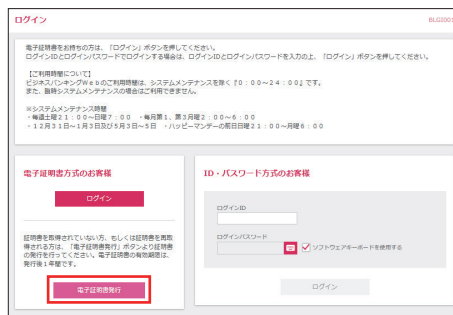 ログイン
BLGI001
電子証明書をお持ちの方は、「ログイン」ボタンを押してください。
ログインIDとログインパスワードでログインする場合は、ログインIDとログインパスワードを入力の上、「ログイン」ボタンを押してください。
【ご利用時間について】
ビジネスバンキングWebのご利用時間は、システムメンテナンスを除く『0:00~24:00』です。
また、臨時システムメンテナンスの場合はご利用できません。
※システムメンテナンス時間
・毎週土曜21:00~日曜7:00 ・毎月第1、第3月曜2:00~6:00
・12月31日~1月3日及び5月3日~5日 ・ハッピーマンデーの前日日曜21:00~月曜6:00
電子証明書方式のお客様
ログイン
証明書を取得されていない方、もしくは証明書を再取
得される方は、「電子証明書発行」ボタンより証明書
の発行を行ってください。電子証明書の有効期限は、
発行後1年間です。
電子証明書発行
ID・パスワード方式のお客様
ログインID
ログインパスワード
ソフトウェアキーボードを使用する
ログイン